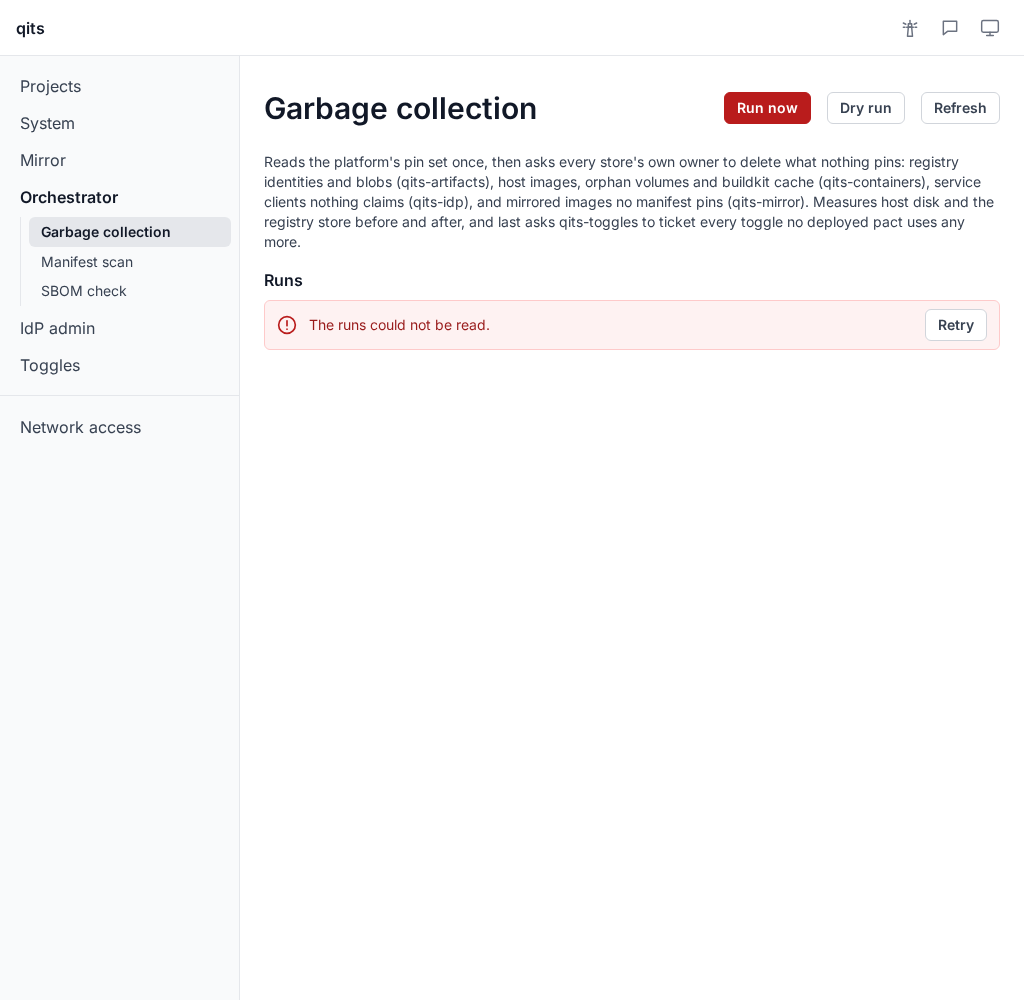 qits
Projects
System
Mirror
Orchestrator
Garbage collection
Manifest scan
SBOM check
IdP admin
Toggles
Network access
Garbage collection
Run now
Dry run
Refresh
Reads the platform's pin set once, then asks every store's own owner to delete what nothing pins: registry
identities and blobs (qits-artifacts), host images, orphan volumes and buildkit cache (qits-containers), service
clients nothing claims (qits-idp), and mirrored images no manifest pins (qits-mirror). Measures host disk and the
registry store before and after, and last asks qits-toggles to ticket every toggle no deployed pact uses any
more.
Runs
The runs could not be read.
Retry